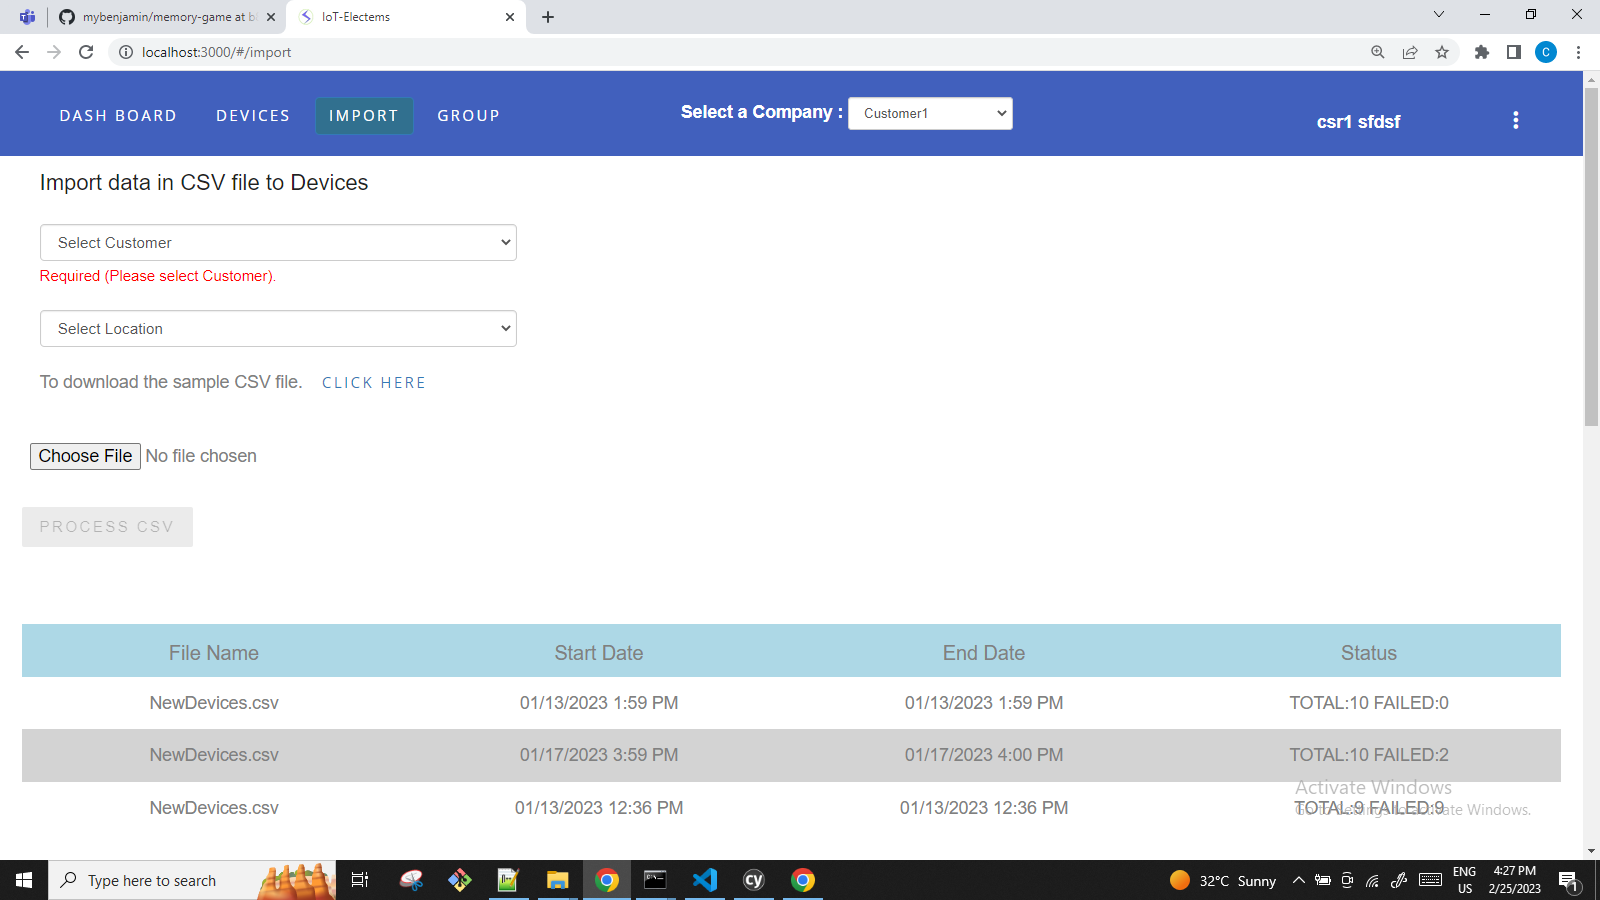 mybenjamin/memory-game at b
IoT-Electems
localhost:3000/#/import
C
DASH BOARD
DEVICES
IMPORT
GROUP
Select a Company :
Customer1
csr1 sfdsf
Import data in CSV file to Devices
Select Customer
Required (Please select Customer).
Select Location
To download the sample CSV file. CLICK HERE
Choose File No file chosen
PROCESS CSV
File Name Start Date End Date Status
NewDevices.csv 01/13/2023 1:59 PM 01/13/2023 1:59 PM TOTAL:10 FAILED:0
NewDevices.csv 01/17/2023 3:59 PM 01/17/2023 4:00 PM TOTAL:10 FAILED:2
Activate Windows
NewDevices.csv 01/13/2023 12:36 PM 01/13/2023 12:36 PM TOTAL:9 FAILED:9
Go to Settings to activate Windows.
Type here to search
cy
32°C Sunny
ENG
US
4:27 PM
2/25/2023
1